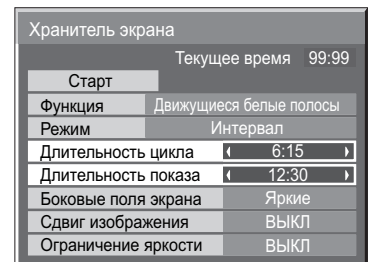 Хранитель экрана
Текущее время 99:99
Старт
Функция Движущиеся белые полосы
Режим Интервал
Длительность цикла 6:15
Длительность показа 12:30
Боковые поля экрана Яркие
Сдвиг изображения ВЫКЛ
Ограничение яркости ВЫКЛ